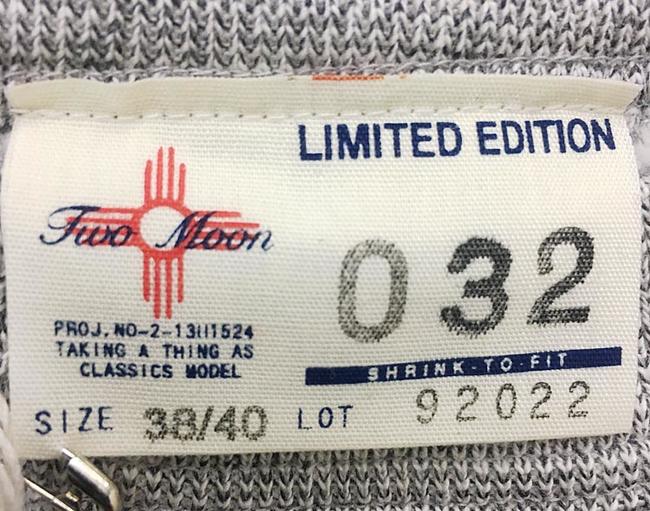 LIMITED EDITION
Two Moon
032
PROJ.NO-2-13111524
TAKING A THING AS
CLASSICS MODEL
SHRINK-TO-FIT
SIZE 38/40 LOT 92022